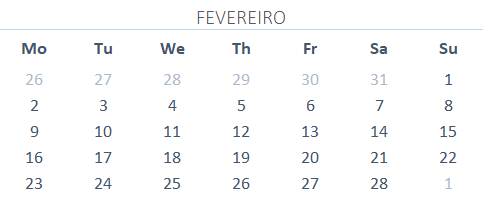 FEVEREIRO
Mo Tu We Th Fr Sa Su
26 27 28 29 30 31 1
2 3 4 5 6 7 8
9 10 11 12 13 14 15
16 17 18 19 20 21 22
23 24 25 26 27 28 1